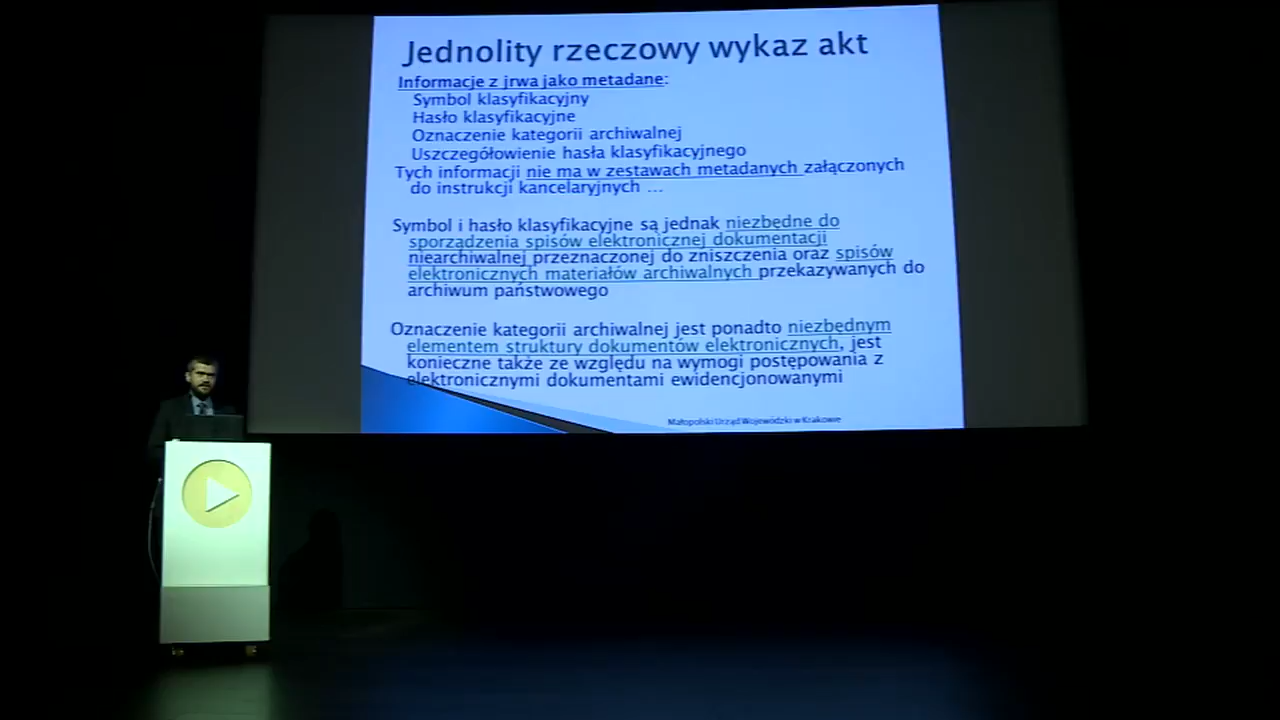 Jednolity rzeczowy wykaz akt
Informacje z jrwa jako metadane:
Symbol klasyfikacyjny
Hasło klasyfikacyjne
Oznaczenie kategorii archiwalnej
Uszczegółowienie hasła klasyfikacyjnego
Tych informacji nie ma w zestawach metadanych załączonych
do instrukcji kancelaryjnych ...
Symbol i hasło klasyfikacyjne są jednak niezbędne do
sporządzenia spisów elektronicznej dokumentacji
niearchiwalnej przeznaczonej do zniszczenia oraz spisów
elektronicznych materiałów archiwalnych przekazywanych do
archiwum państwowego
Oznaczenie kategorii archiwalnej jest ponadto niezbędnym
elementem struktury dokumentów elektronicznych, jest
konieczne także ze względu na wymogi postępowania z
elektronicznymi dokumentami ewidencjonowanymi
Małopolski Urząd Wojewódzki w Krakowie